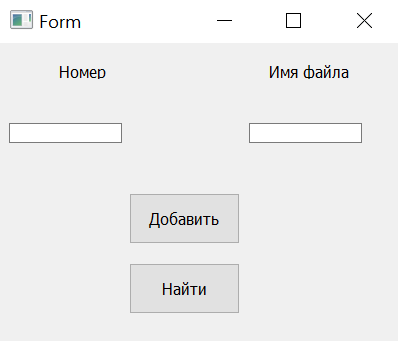 Form
Номер
Имя файла
Добавить
Найти